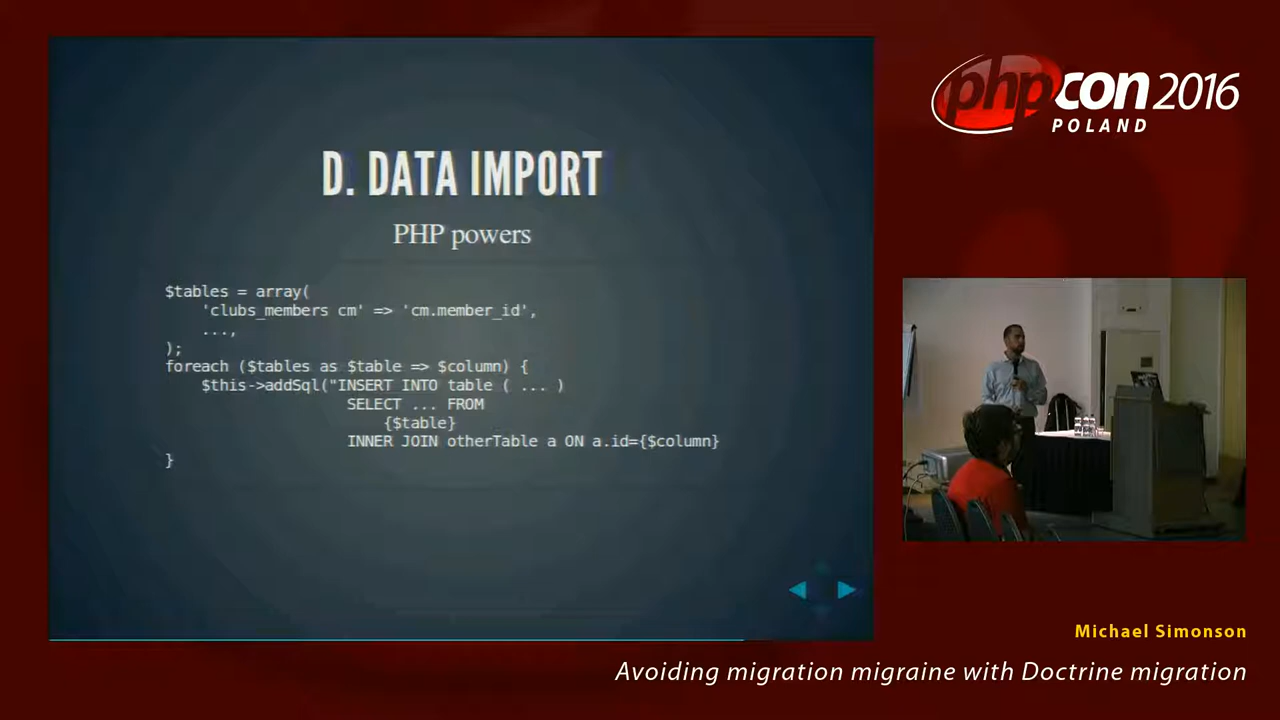 D. DATA IMPORT
PHP powers
$tables = array(
    'clubs_members cm' => 'cm.member_id',
    ...,
);
foreach ($tables as $table => $column) {
    $this->addSql("INSERT INTO table ( ... )
                    SELECT ... FROM
                        {$table}
                    INNER JOIN otherTable a ON a.id={$column}
}
phpcon 2016
POLAND
Michael Simonson
Avoiding migration migraine with Doctrine migration